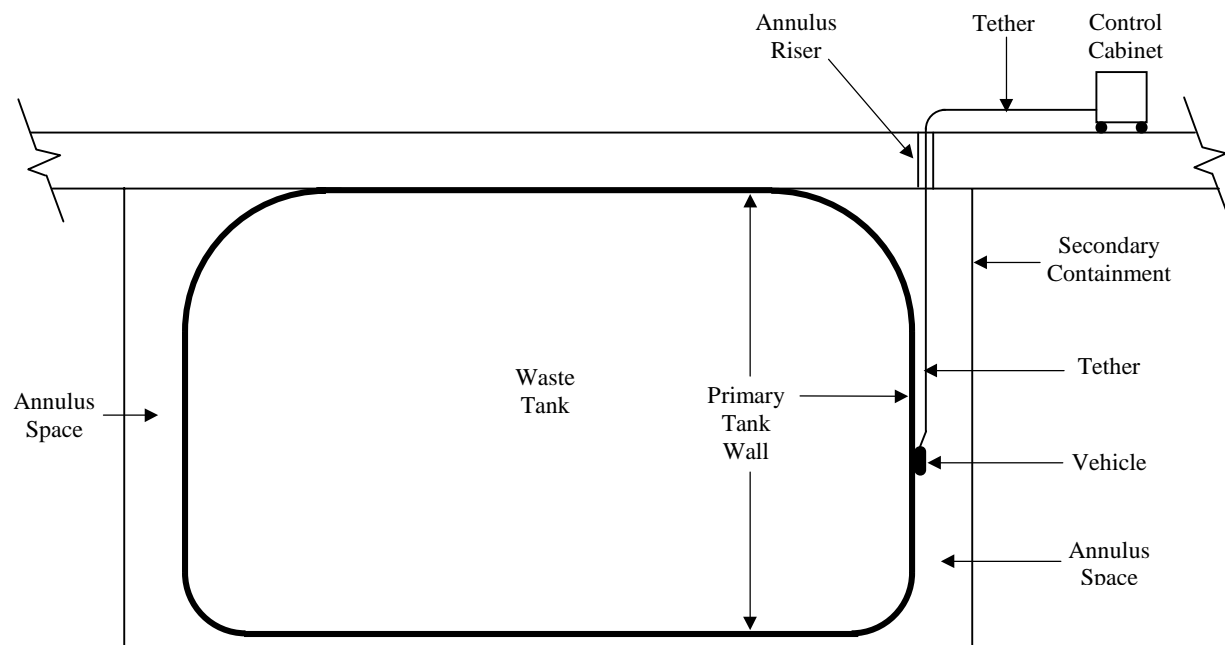 Annulus
Riser
Tether
Control
Cabinet
Secondary
Containment
Waste
Tank
Primary
Tank
Wall
Tether
Annulus
Space
Vehicle
Annulus
Space